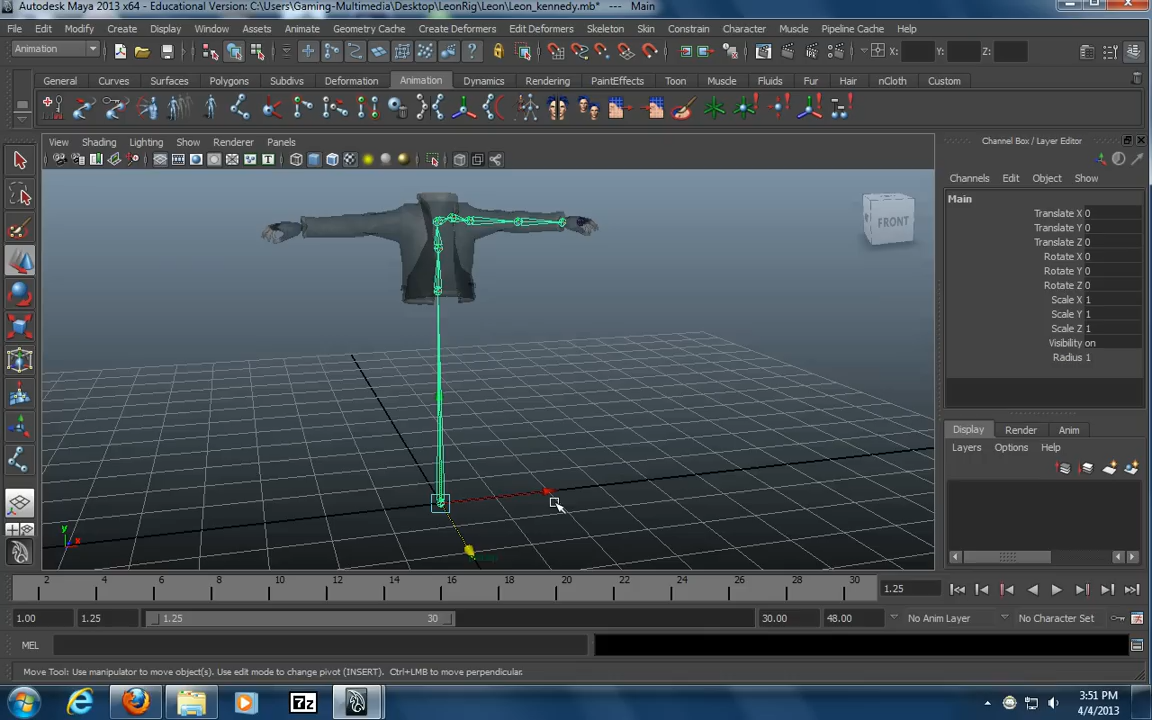 Autodesk Maya 2013 x64 - Educational Version: C:\Users\Gaming-Multimedia\Desktop\LeonRig\Leon\Leon_kennedy.mb* --- Main
File Edit Modify Create Display Window Assets Animate Geometry Cache Create Deformers Edit Deformers Skeleton Skin Constrain Character Muscle Pipeline Cache Help
Animation X: Y: Z:
General Curves Surfaces Polygons Subdivs Deformation Animation Dynamics Rendering PaintEffects Toon Muscle Fluids Fur Hair nCloth Custom
View Shading Lighting Show Renderer Panels
Channel Box / Layer Editor
Channels Edit Object Show
Main
Translate X 0
Translate Y 0
Translate Z 0
Rotate X 0
Rotate Y 0
Rotate Z 0
Scale X 1
Scale Y 1
Scale Z 1
Visibility on
Radius 1
FRONT
Display Render Anim
Layers Options Help
y
x
2 4 6 8 10 12 14 16 18 20 22 24 26 28 30
1.25
1.00 1.25 1.25 30 30.00 48.00 No Anim Layer No Character Set
MEL
Move Tool: Use manipulator to move object(s). Use edit mode to change pivot (INSERT). Ctrl+LMB to move perpendicular.
7z
3:51 PM
4/4/2013